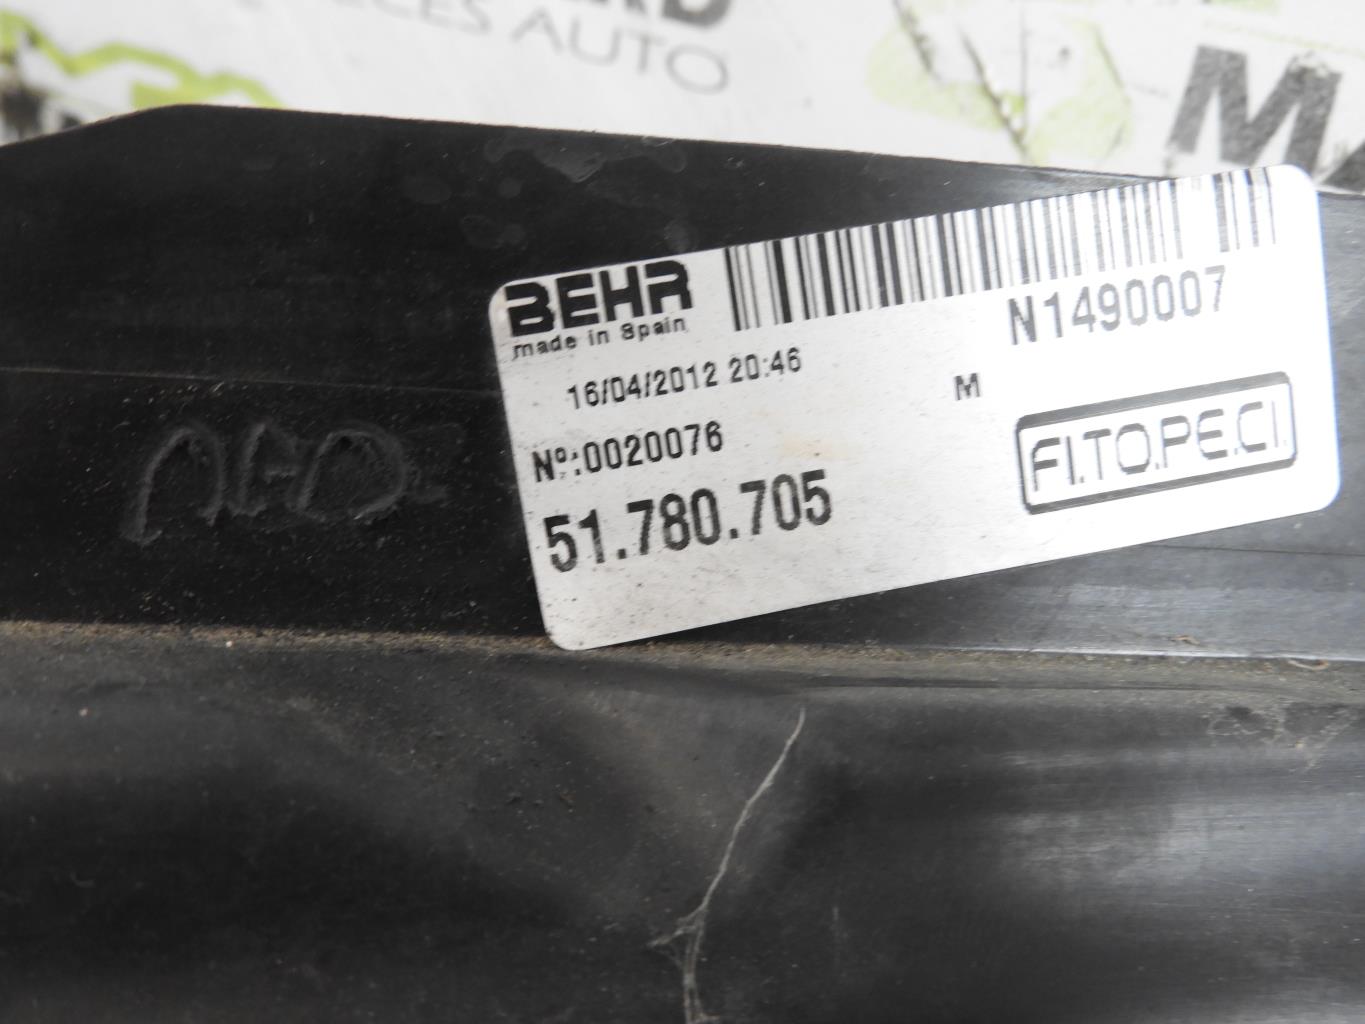 PIECES AUTO
BEHR
made in Spain
N1490007
16/04/2012 20:46
M
Nº:0020076
FI.TO.PE.CI.
51.780.705